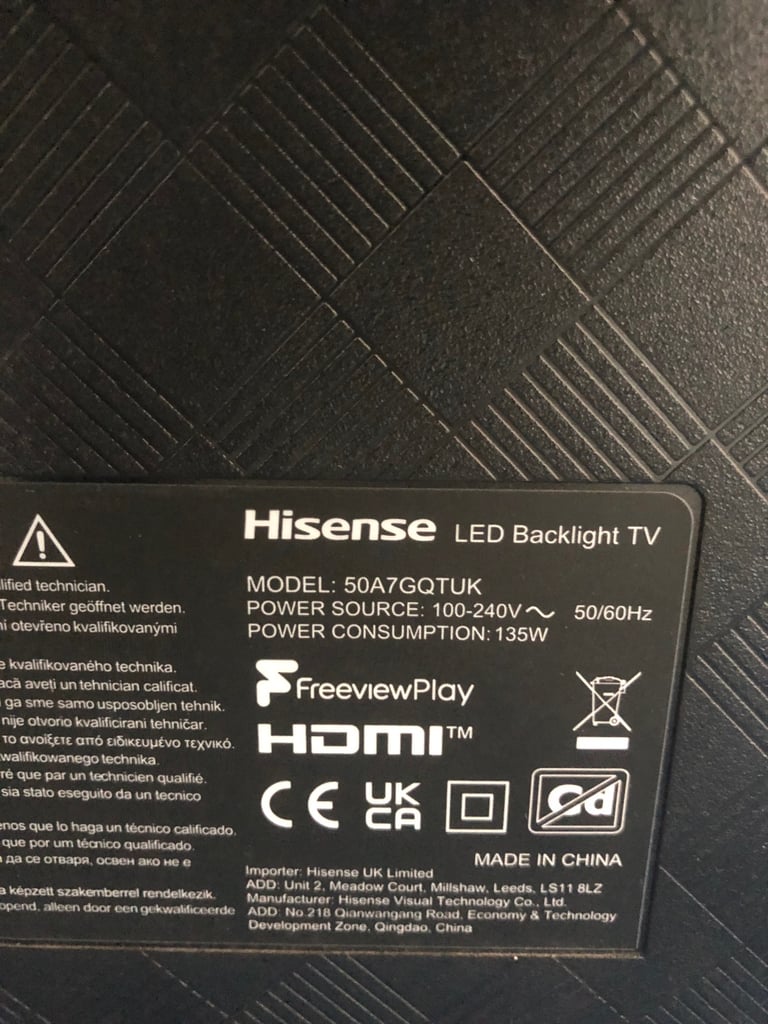 lified technician.
Techniker geöffnet werden.
ni otevřeno kvalifikovanými
e kvalifikovaného technika.
acă aveți un tehnician calificat.
ga sme samo usposobljen tehnik.
nije otvorio kvalificirani tehničar.
το ανοίξετε από ειδικευμένο τεχνικό.
walifikowanego technika.
ré que par un technicien qualifié.
sia stato eseguito da un tecnico
enos que lo haga un técnico calificado.
que por um técnico qualificado.
да се отваря, освен ако не е
a képzett szakemberrel rendelkezik.
opend, alleen door een gekwalificeerde
Hisense LED Backlight TV
MODEL: 50A7GQTUK
POWER SOURCE: 100-240V～ 50/60Hz
POWER CONSUMPTION: 135W
FreeviewPlay
HDMI™
CE UK CA Cd
MADE IN CHINA
Importer: Hisense UK Limited
ADD: Unit 2, Meadow Court, Millshaw, Leeds, LS11 8LZ
Manufacturer: Hisense Visual Technology Co., Ltd.
ADD: No.218 Qianwangang Road, Economy & Technology
Development Zone, Qingdao, China